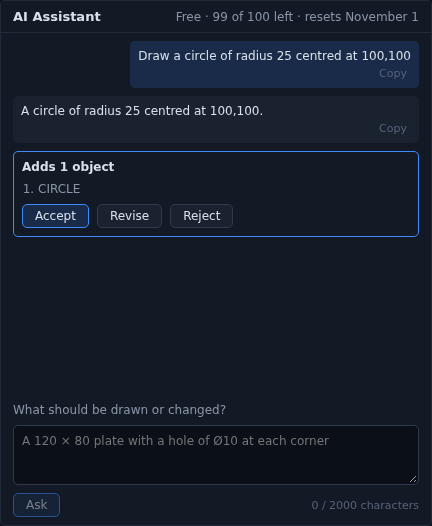 AI Assistant
Free · 99 of 100 left · resets November 1
Draw a circle of radius 25 centred at 100,100
Copy
A circle of radius 25 centred at 100,100.
Copy
Adds 1 object
1. CIRCLE
Accept Revise Reject
What should be drawn or changed?
A 120 × 80 plate with a hole of Ø10 at each corner
Ask
0 / 2000 characters